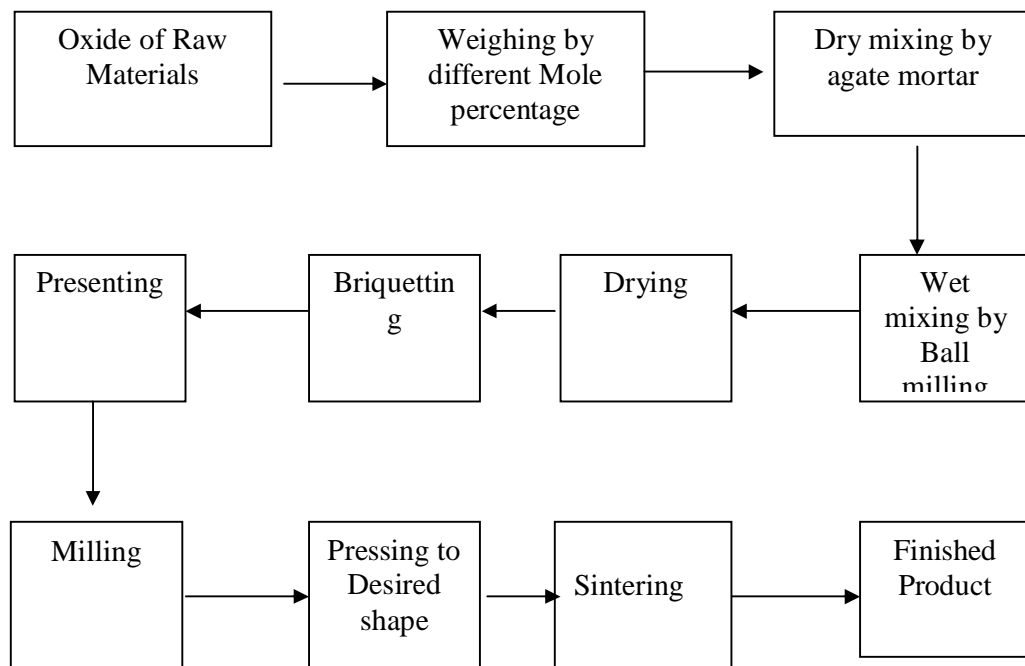 Oxide of Raw
Materials
Weighing by
different Mole
percentage
Dry mixing by
agate mortar
Wet
mixing by
Ball
milling
Drying
Briquettin
g
Presenting
Milling
Pressing to
Desired
shape
Sintering
Finished
Product